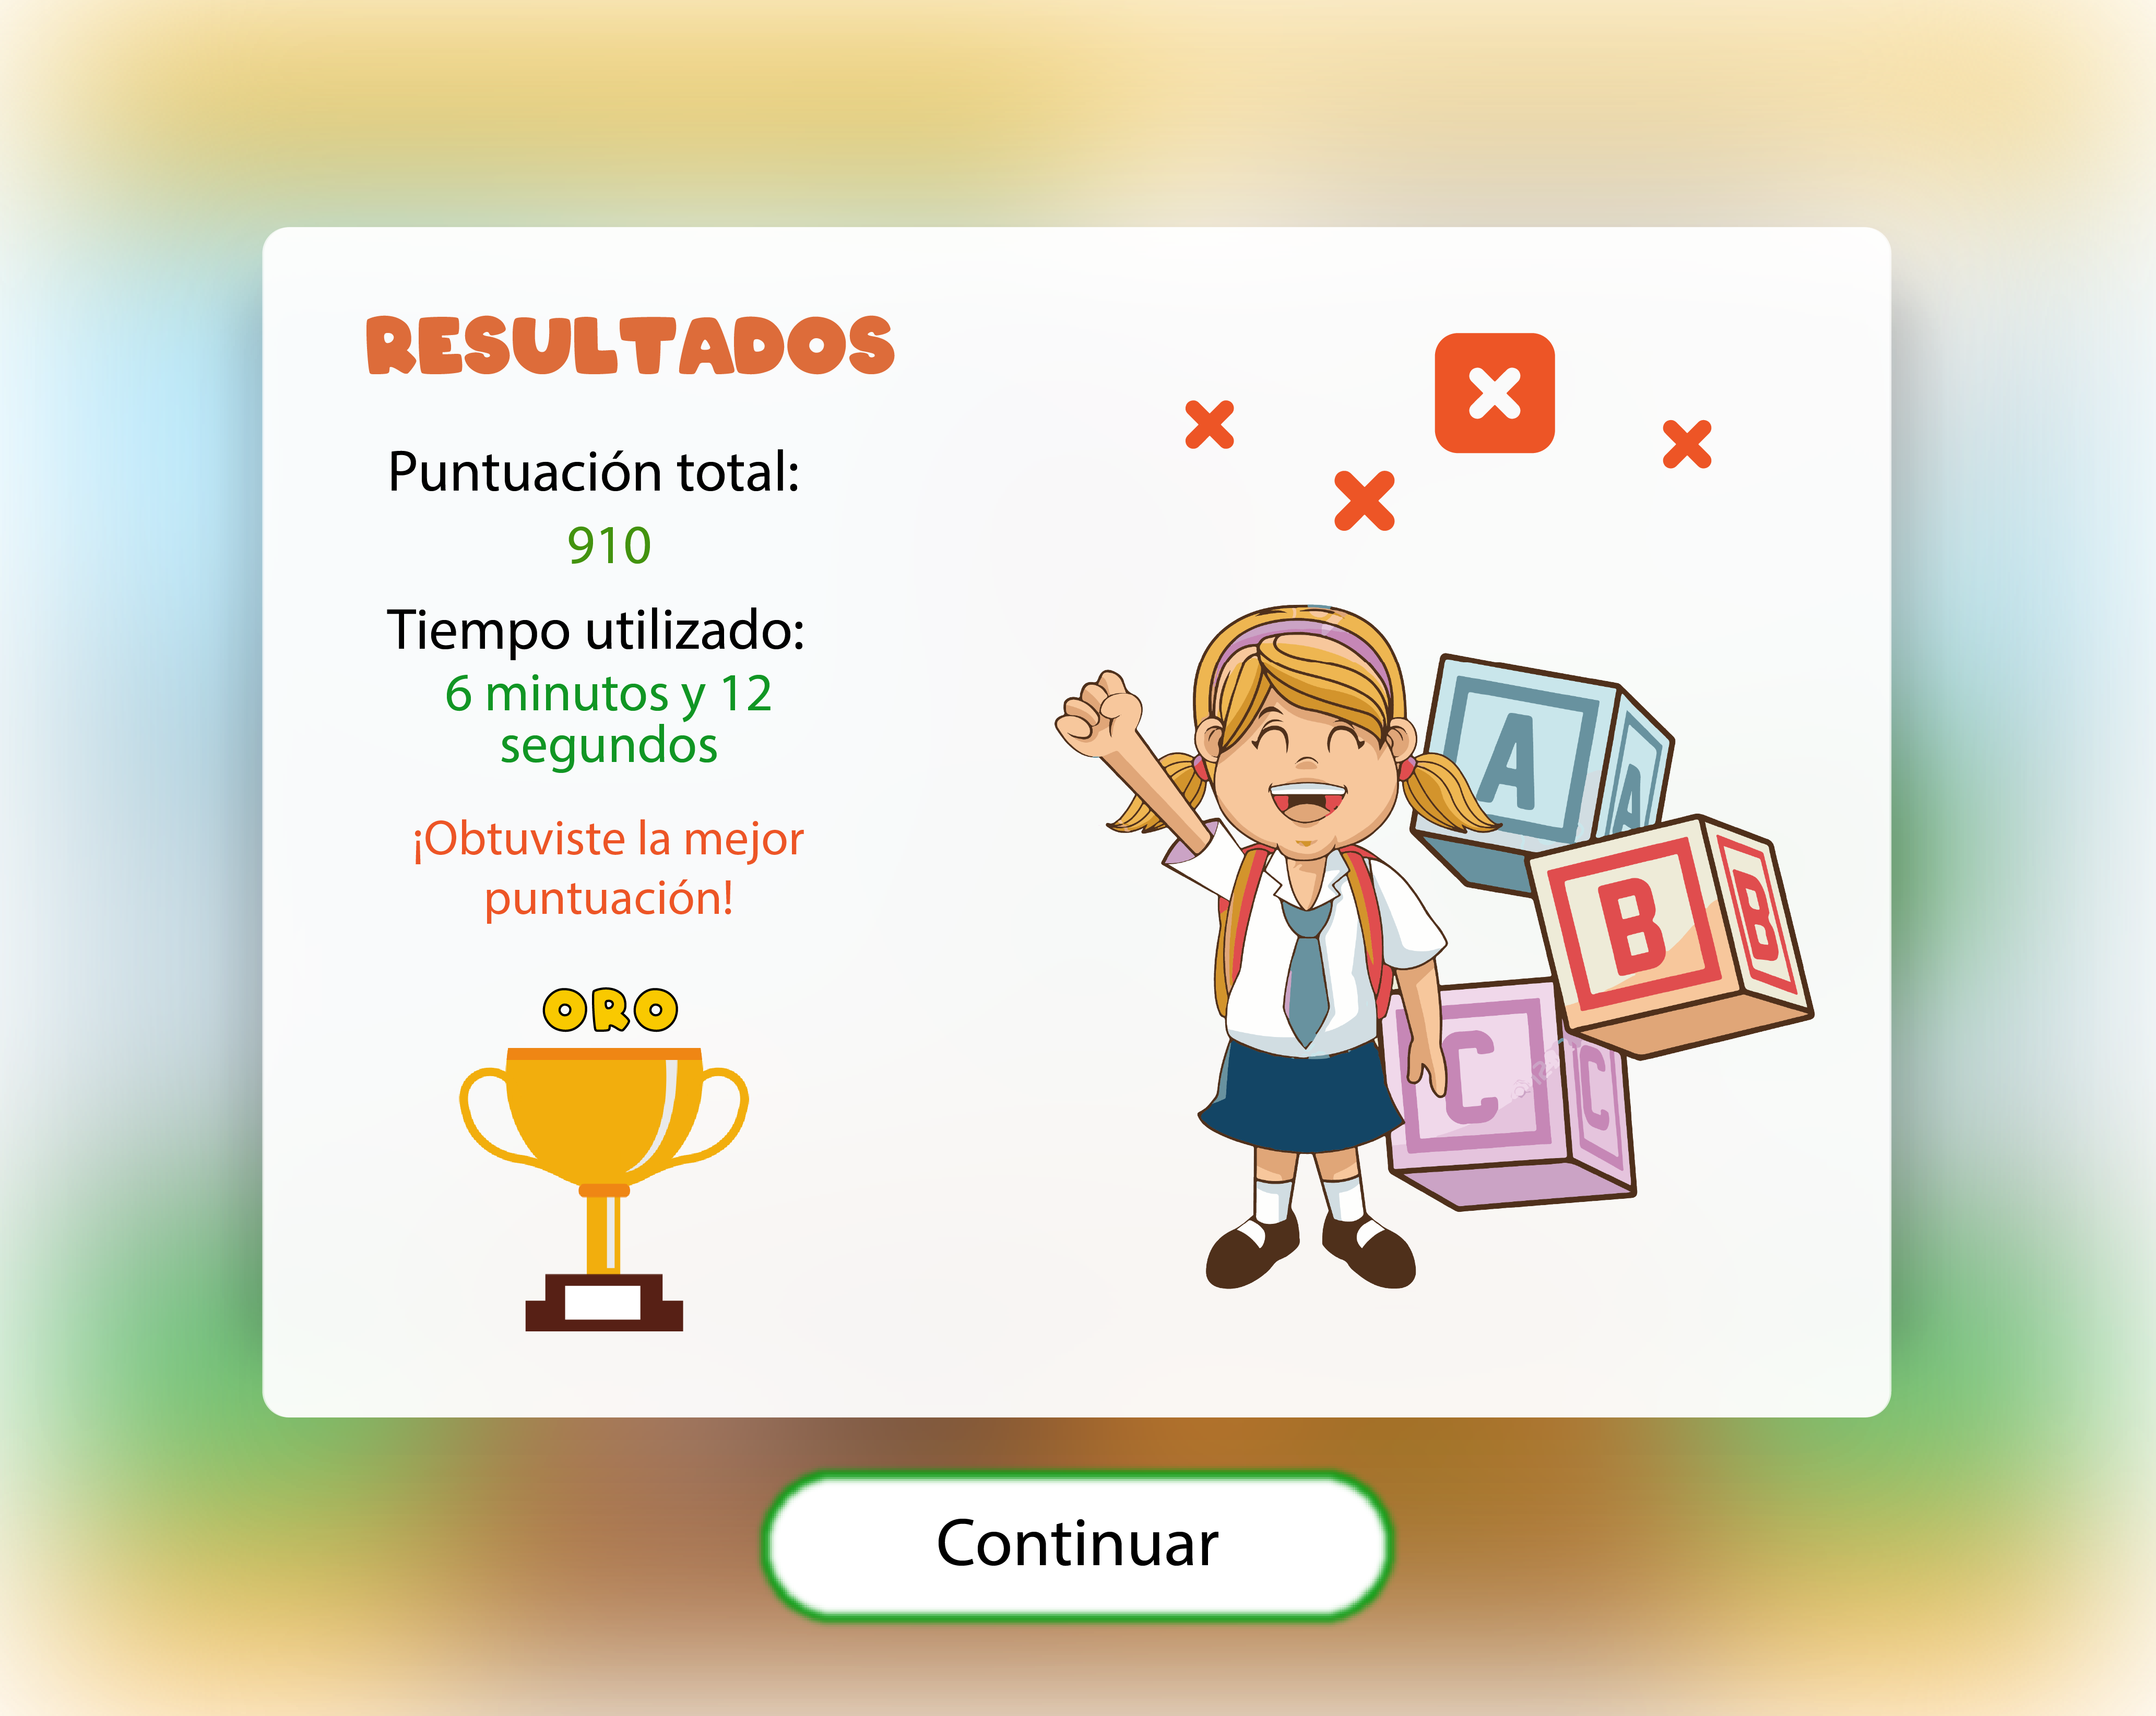 RESULTADOS
Puntuación total:
910
Tiempo utilizado:
6 minutos y 12
segundos
¡Obtuviste la mejor
puntuación!
ORO
A
A
B
B
C
C
Continuar